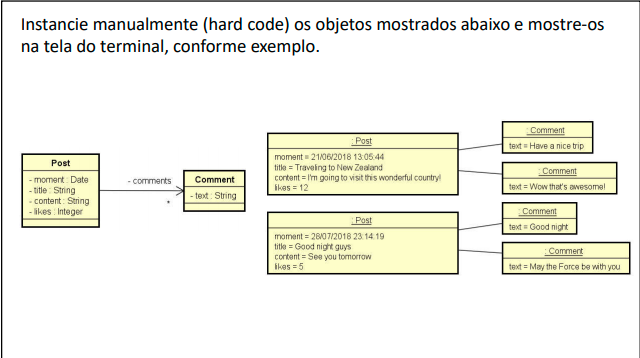 Instancie manualmente (hard code) os objetos mostrados abaixo e mostre-os
na tela do terminal, conforme exemplo.
Post
- moment : Date
- title : String
- content : String
- likes : Integer
- comments
*
Comment
- text : String
: Post
moment = 21/06/2018 13:05:44
title = Traveling to New Zealand
content = I'm going to visit this wonderful country!
likes = 12
: Comment
text = Have a nice trip
: Comment
text = Wow that's awesome!
: Post
moment = 28/07/2018 23:14:19
title = Good night guys
content = See you tomorrow
likes = 5
: Comment
text = Good night
: Comment
text = May the Force be with you